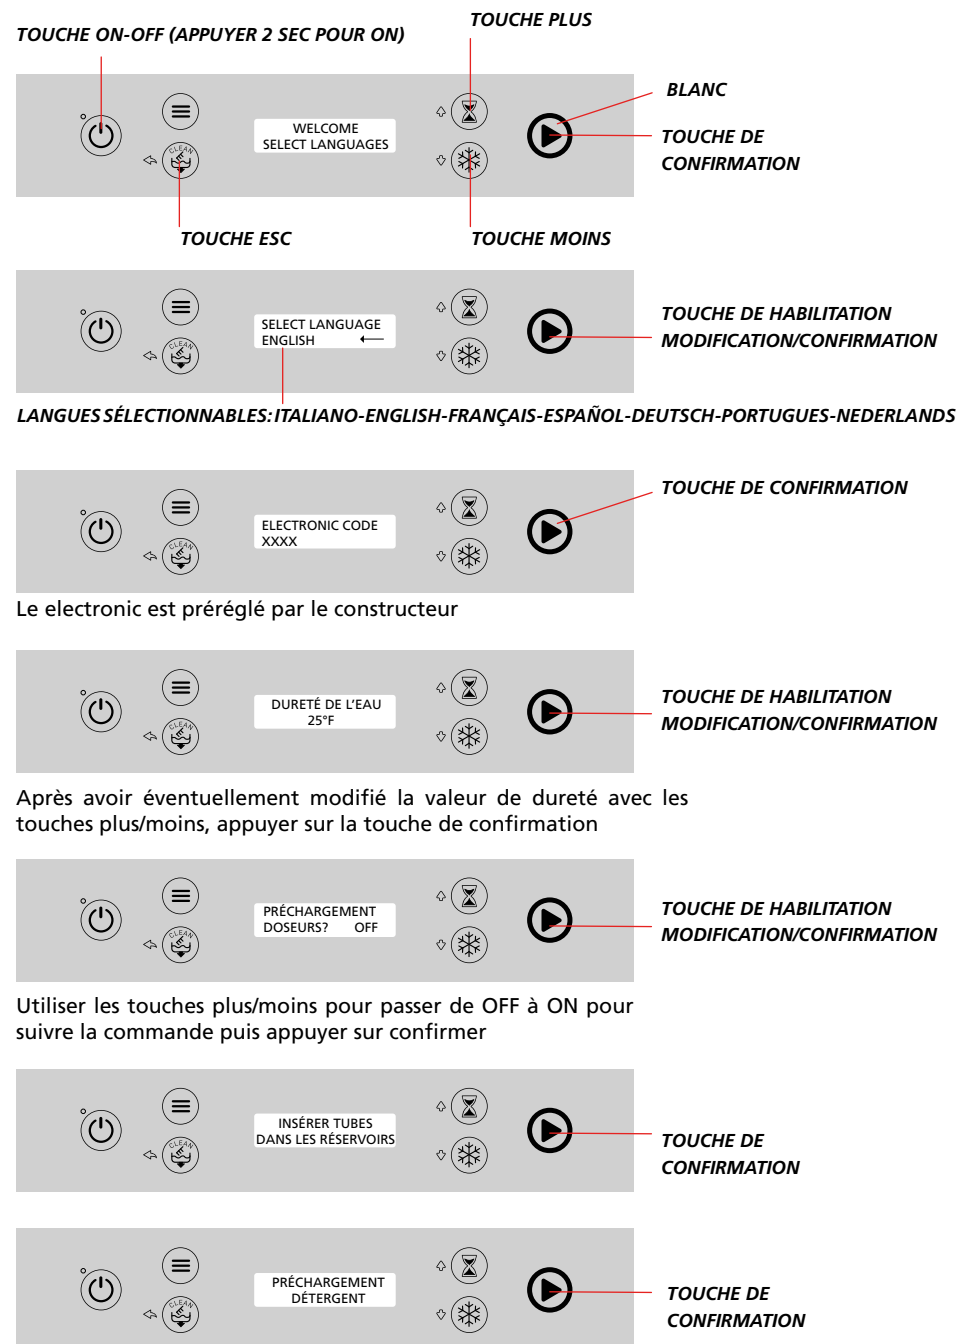 TOUCHE PLUS
TOUCHE ON-OFF (APPUYER 2 SEC POUR ON)
BLANC
WELCOME
SELECT LANGUAGES
CLEAN
TOUCHE DE
CONFIRMATION
TOUCHE ESC
TOUCHE MOINS
SELECT LANGUAGE
ENGLISH
CLEAN
TOUCHE DE HABILITATION
MODIFICATION/CONFIRMATION
LANGUES SÉLECTIONNABLES: ITALIANO-ENGLISH-FRANÇAIS-ESPAÑOL-DEUTSCH-PORTUGUES-NEDERLANDS
TOUCHE DE CONFIRMATION
ELECTRONIC CODE
XXXX
CLEAN
Le electronic est préréglé par le constructeur
DURETÉ DE L’EAU
25°F
CLEAN
TOUCHE DE HABILITATION
MODIFICATION/CONFIRMATION
Après avoir éventuellement modifié la valeur de dureté avec les
touches plus/moins, appuyer sur la touche de confirmation
PRÉCHARGEMENT
DOSEURS? OFF
CLEAN
TOUCHE DE HABILITATION
MODIFICATION/CONFIRMATION
Utiliser les touches plus/moins pour passer de OFF à ON pour
suivre la commande puis appuyer sur confirmer
INSÉRER TUBES
DANS LES RÉSERVOIRS
CLEAN
TOUCHE DE
CONFIRMATION
PRÉCHARGEMENT
DÉTERGENT
CLEAN
TOUCHE DE
CONFIRMATION